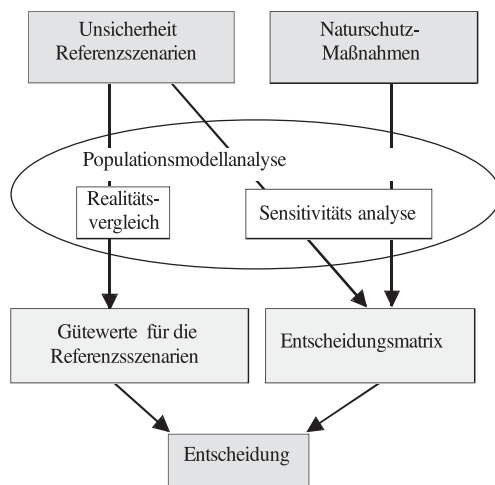 Unsicherheit
Referenzszenarien
Naturschutz-
Maßnahmen
Populationsmodellanalyse
Realitäts-
vergleich
Sensitivitäts analyse
Gütewerte für die
Referenzsszenarien
Entscheidungsmatrix
Entscheidung